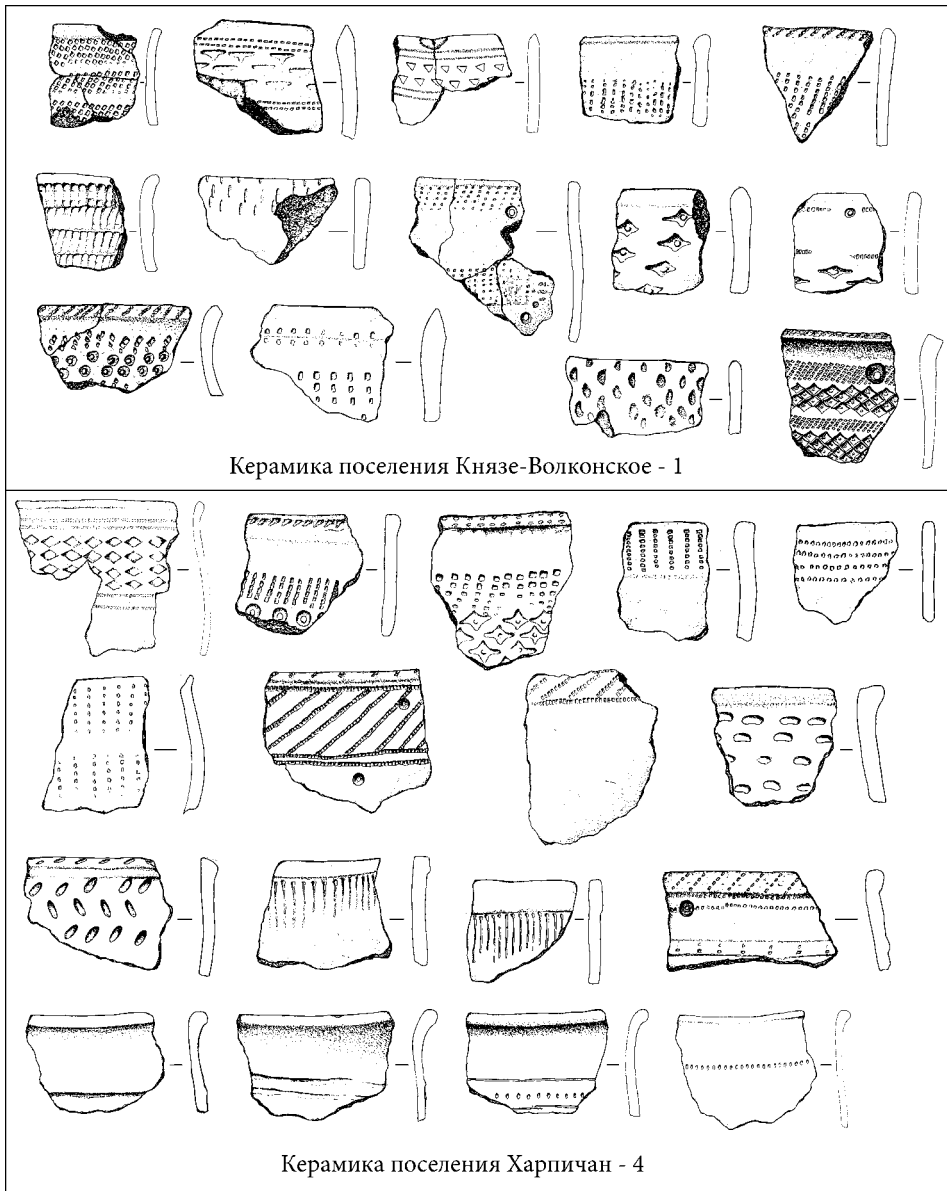 Керамика поселения Князе-Волконское - 1
Керамика поселения Харпичан - 4